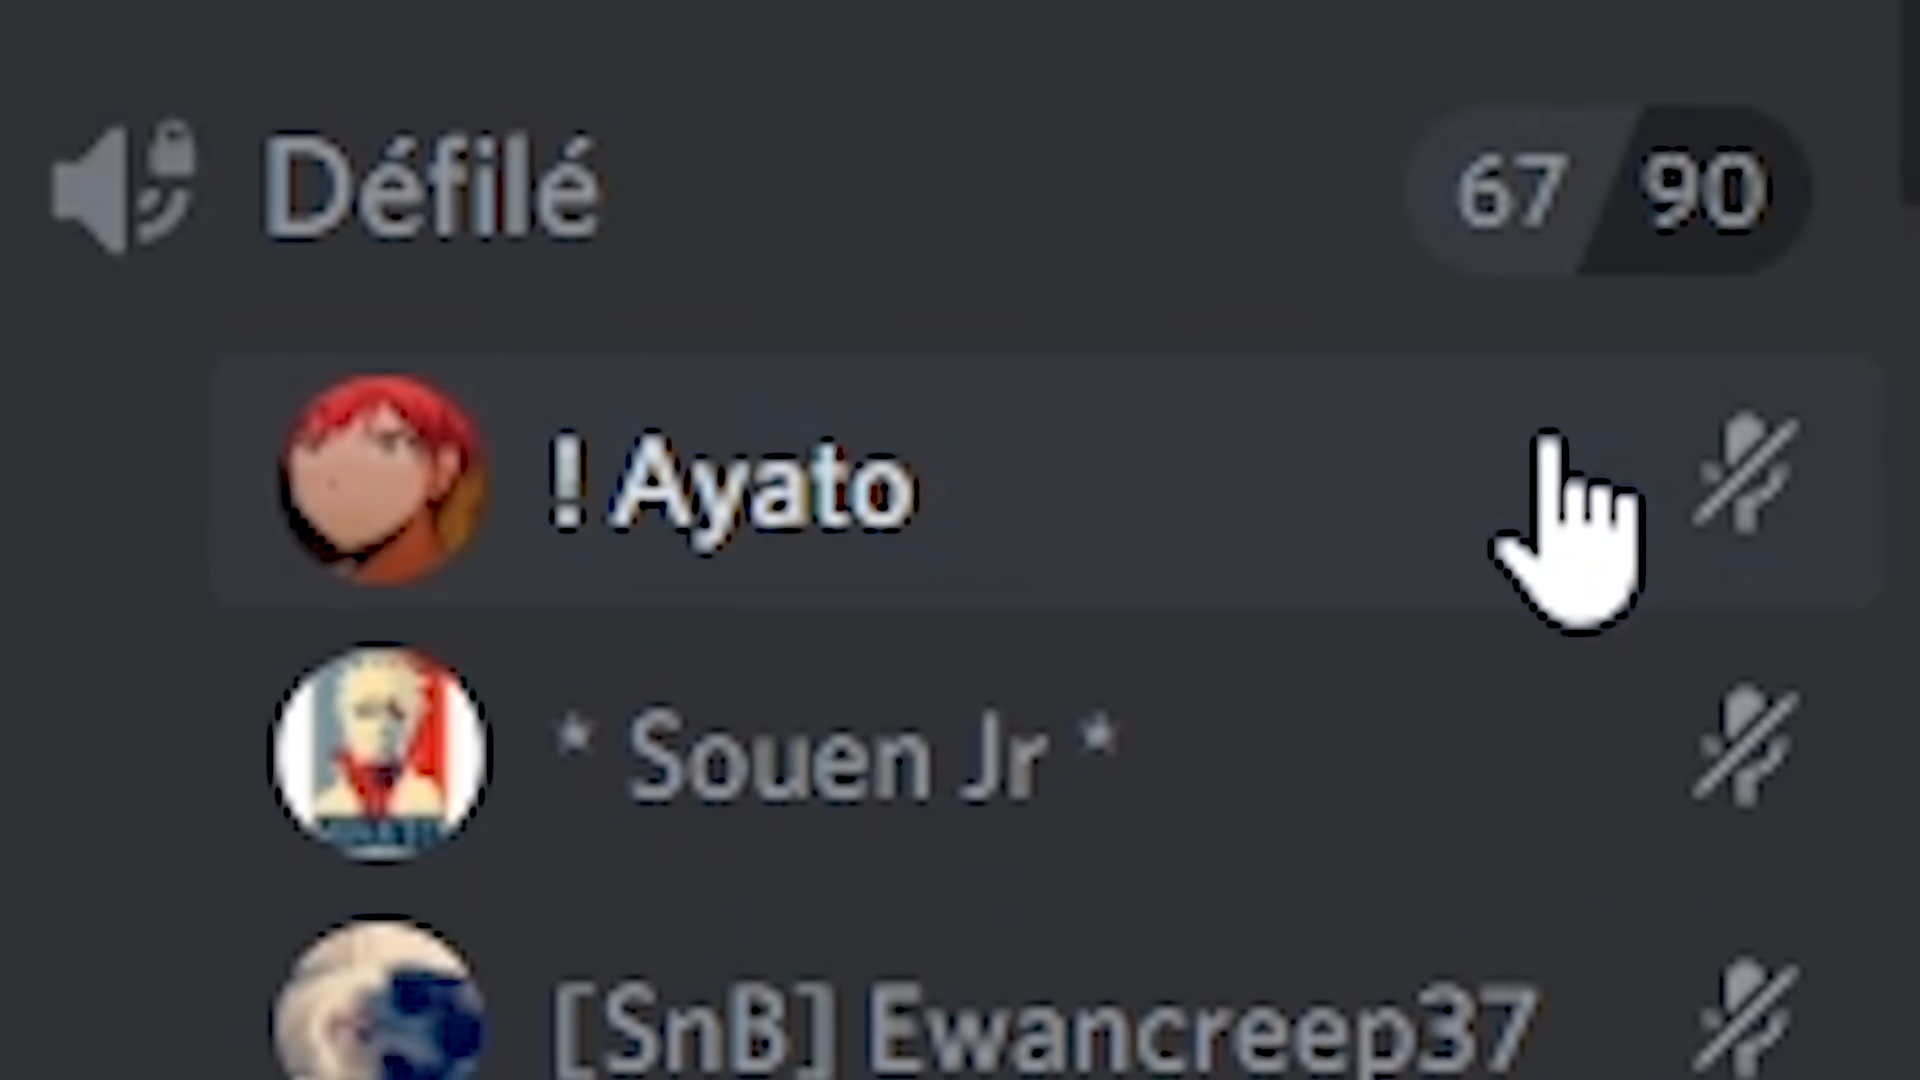 Défilé 67 90
! Ayato
* Souen Jr *
[SnB] Ewancreep37